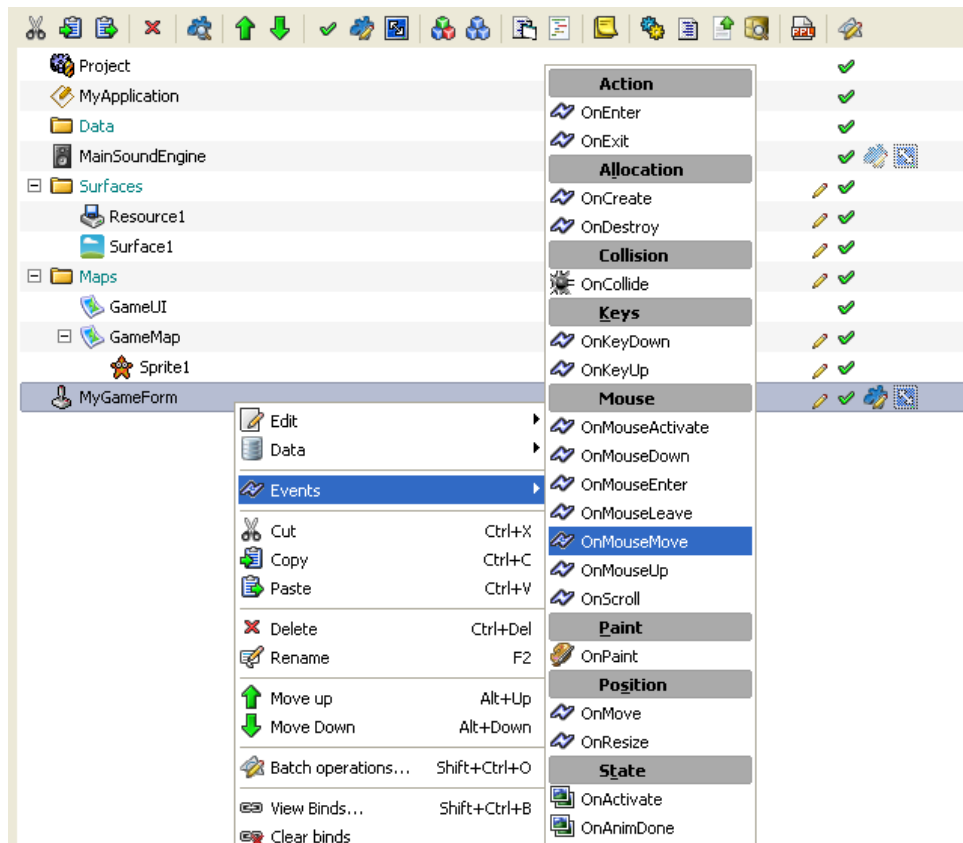 PPL
Project
MyApplication
Data
MainSoundEngine
Surfaces
Resource1
Surface1
Maps
GameUI
GameMap
Sprite1
MyGameForm
Edit
Data
Events
Cut Ctrl+X
Copy Ctrl+C
Paste Ctrl+V
Delete Ctrl+Del
Rename F2
Move up Alt+Up
Move Down Alt+Down
Batch operations... Shift+Ctrl+O
View Binds... Shift+Ctrl+B
Clear binds
Action
OnEnter
OnExit
Allocation
OnCreate
OnDestroy
Collision
OnCollide
Keys
OnKeyDown
OnKeyUp
Mouse
OnMouseActivate
OnMouseDown
OnMouseEnter
OnMouseLeave
OnMouseMove
OnMouseUp
OnScroll
Paint
OnPaint
Position
OnMove
OnResize
State
OnActivate
OnAnimDone